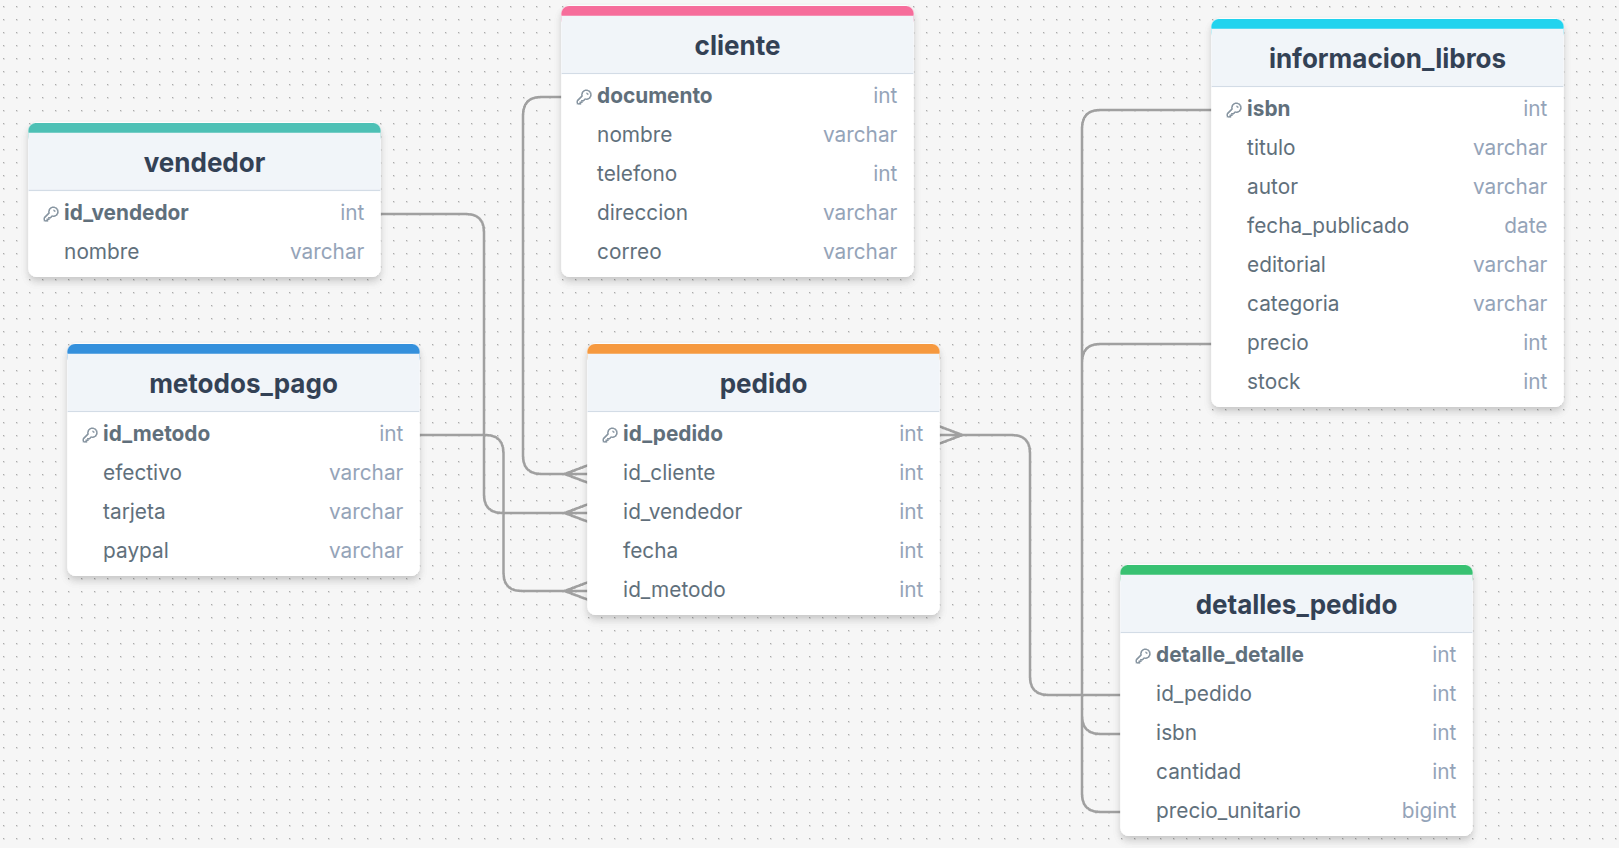 cliente
documento int
nombre varchar
telefono int
direccion varchar
correo varchar
informacion_libros
isbn int
titulo varchar
autor varchar
fecha_publicado date
editorial varchar
categoria varchar
precio int
stock int
vendedor
id_vendedor int
nombre varchar
metodos_pago
id_metodo int
efectivo varchar
tarjeta varchar
paypal varchar
pedido
id_pedido int
id_cliente int
id_vendedor int
fecha int
id_metodo int
detalles_pedido
detalle_detalle int
id_pedido int
isbn int
cantidad int
precio_unitario bigint